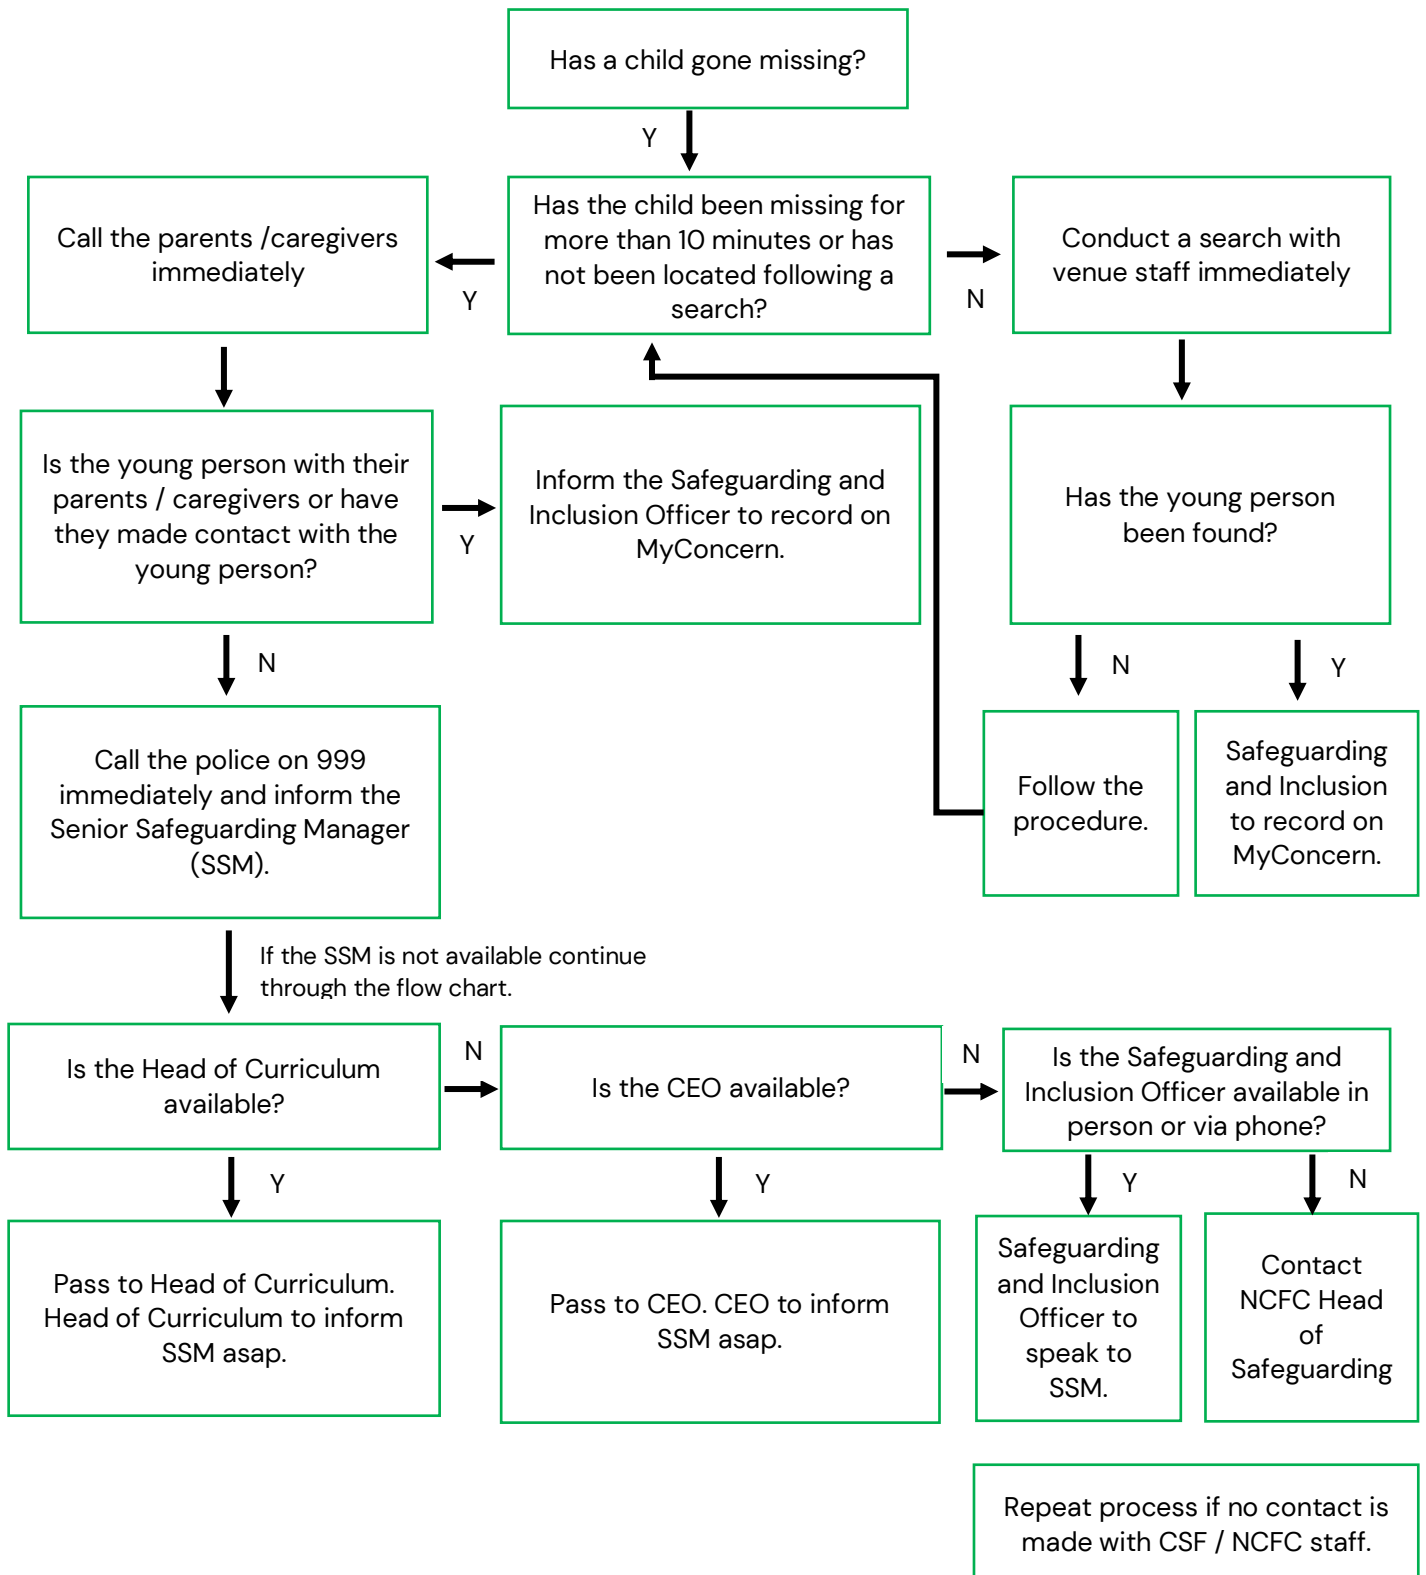 Has a child gone missing?
Y
Call the parents /caregivers
immediately
Y
Has the child been missing for
more than 10 minutes or has
not been located following a
search?
N
Conduct a search with
venue staff immediately
Is the young person with their
parents / caregivers or have
they made contact with the
young person?
Y
Inform the Safeguarding and
Inclusion Officer to record on
MyConcern.
Has the young person
been found?
N
N
Y
Call the police on 999
immediately and inform the
Senior Safeguarding Manager
(SSM).
Follow the
procedure.
Safeguarding
and Inclusion
to record on
MyConcern.
If the SSM is not available continue
through the flow chart.
Is the Head of Curriculum
available?
N
Is the CEO available?
N
Is the Safeguarding and
Inclusion Officer available in
person or via phone?
Y
Y
Y
N
Pass to Head of Curriculum.
Head of Curriculum to inform
SSM asap.
Pass to CEO. CEO to inform
SSM asap.
Safeguarding
and Inclusion
Officer to
speak to
SSM.
Contact
NCFC Head
of
Safeguarding
Repeat process if no contact is
made with CSF / NCFC staff.